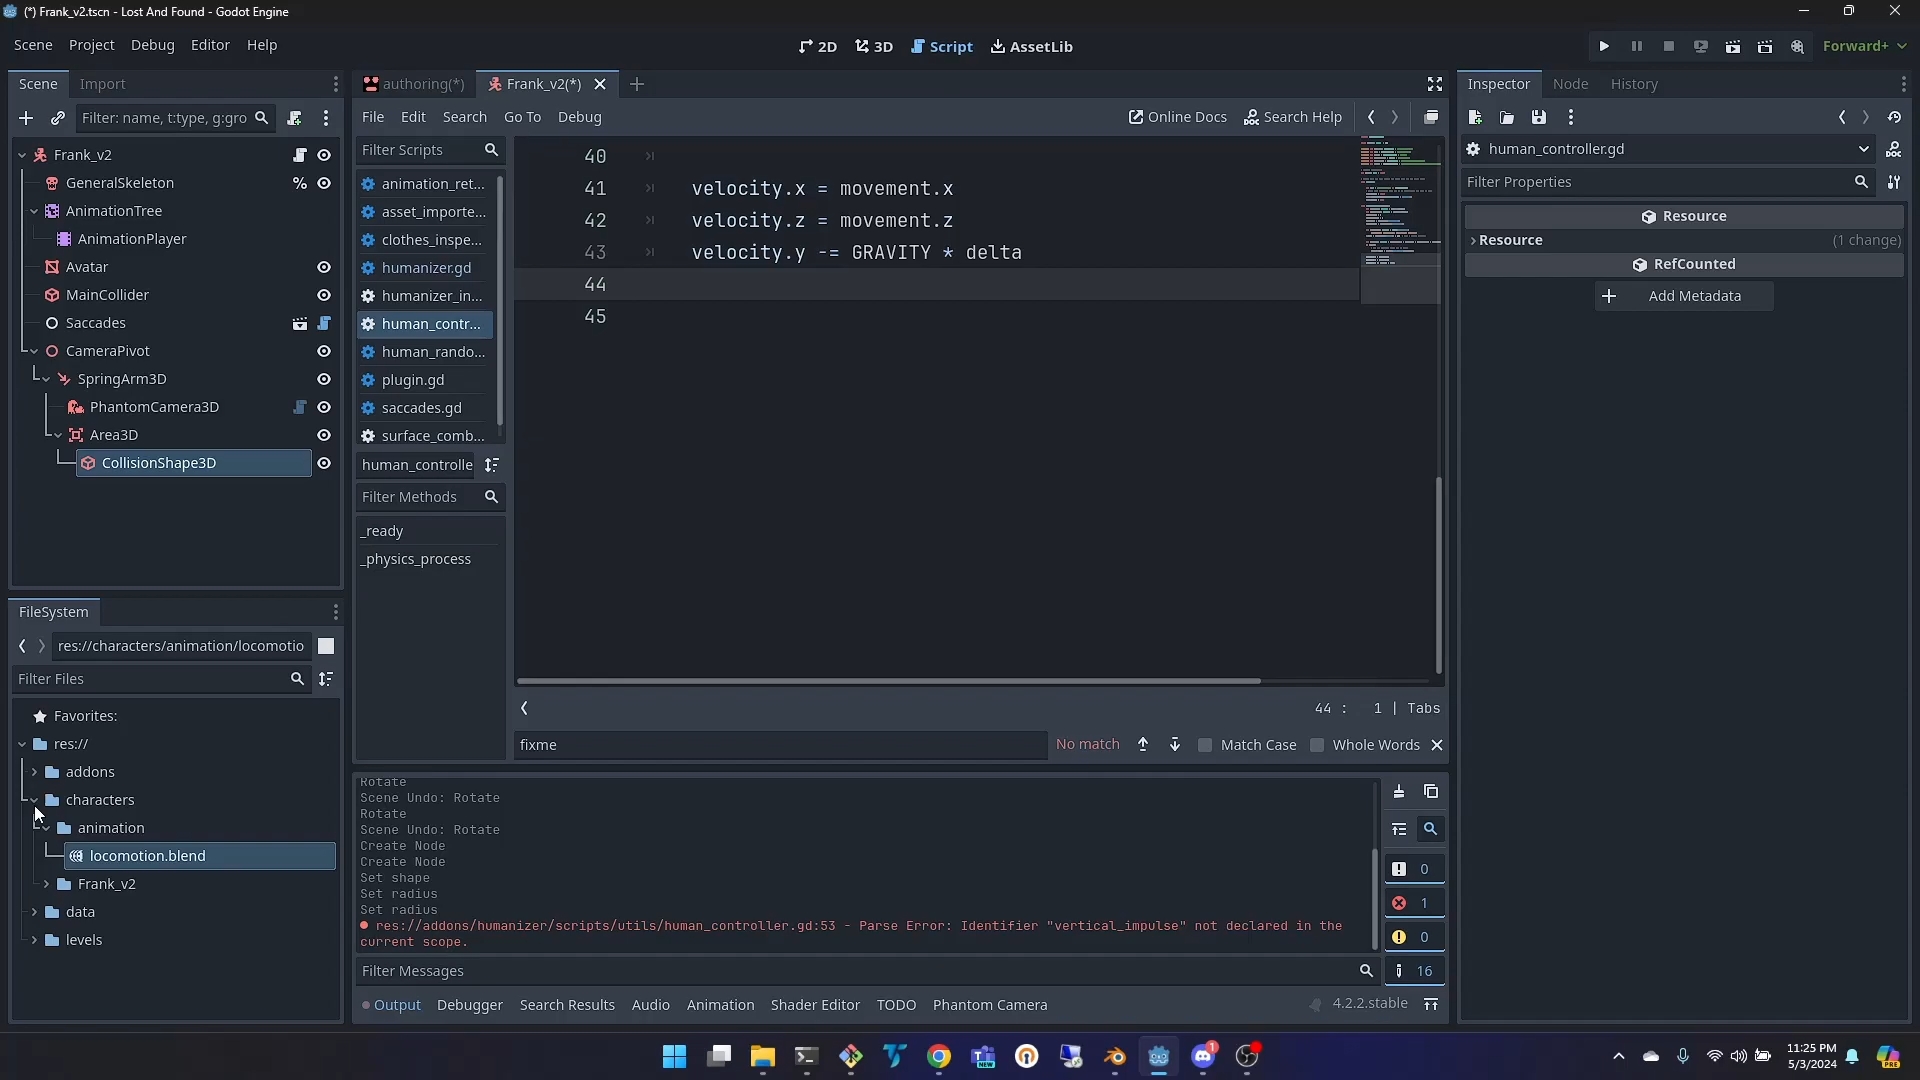 (*) Frank_v2.tscn - Lost And Found - Godot Engine
Scene Project Debug Editor Help
2D 3D Script AssetLib
Forward+
Scene Import
Filter: name, t:type, g:gro
Frank_v2
GeneralSkeleton %
AnimationTree
AnimationPlayer
Avatar
MainCollider
Saccades
CameraPivot
SpringArm3D
PhantomCamera3D
Area3D
CollisionShape3D
FileSystem
res://characters/animation/locomotio
Filter Files
Favorites:
res://
addons
characters
animation
locomotion.blend
Frank_v2
data
levels
authoring(*) Frank_v2(*)
File Edit Search Go To Debug
Online Docs Search Help
Filter Scripts
animation_ret...
asset_importe...
clothes_inspe...
humanizer.gd
humanizer_in...
human_contr...
human_rando...
plugin.gd
saccades.gd
surface_comb...
human_controlle
Filter Methods
_ready
_physics_process
40
41 velocity.x = movement.x
42 velocity.z = movement.z
43 velocity.y -= GRAVITY * delta
44
45
44 : 1 | Tabs
fixme
No match Match Case Whole Words
Rotate
Scene Undo: Rotate
Rotate
Scene Undo: Rotate
Create Node
Create Node
Set shape
Set radius
Set radius
res://addons/humanizer/scripts/utils/human_controller.gd:53 - Parse Error: Identifier "vertical_impulse" not declared in the
current scope.
0
1
0
16
Filter Messages
Output Debugger Search Results Audio Animation Shader Editor TODO Phantom Camera
4.2.2.stable
Inspector Node History
human_controller.gd
Filter Properties
Resource
Resource (1 change)
RefCounted
Add Metadata
NEW
1
11:25 PM
5/3/2024
PRE